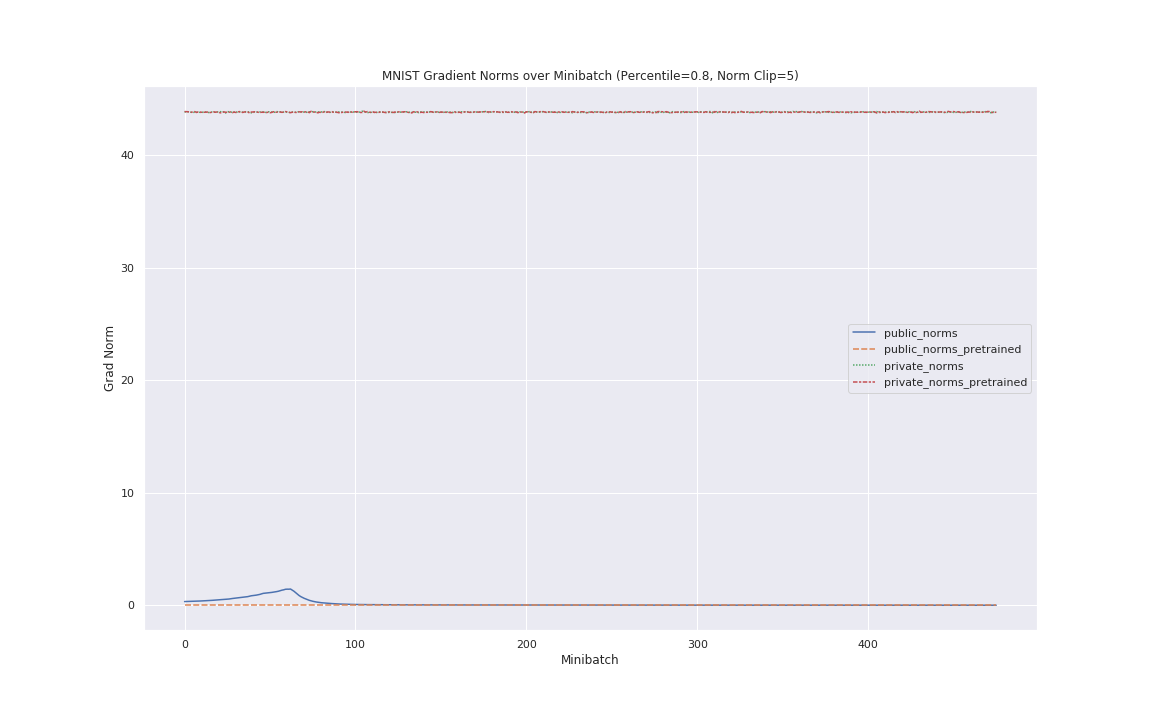 MNIST Gradient Norms over Minibatch (Percentile=0.8, Norm Clip=5)
40
30
20
10
0
Grad Norm
public_norms
public_norms_pretrained
private_norms
private_norms_pretrained
0 100 200 300 400
Minibatch